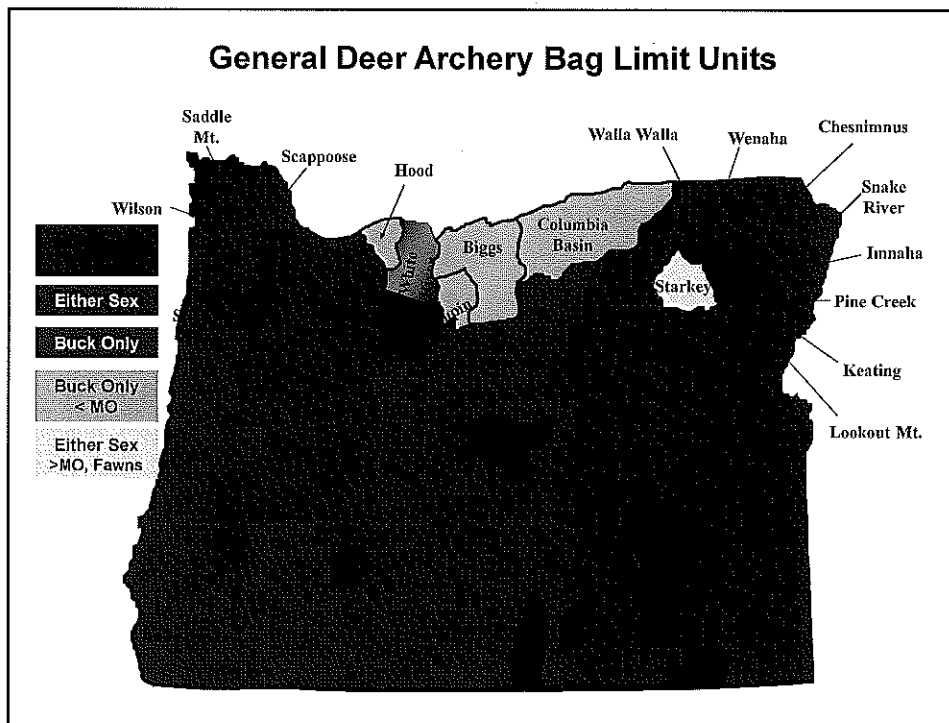 General Deer Archery Bag Limit Units
Saddle
Mt.
Scappoose
Hood
Walla Walla
Wenaha
Chesnimnus
Snake
River
Wilson
Columbia
Basin
Biggs
Imnaha
Starkey
Either Sex
Pine Creek
Buck Only
Keating
Buck Only
< MO
Lookout Mt.
Either Sex
>MO, Fawns